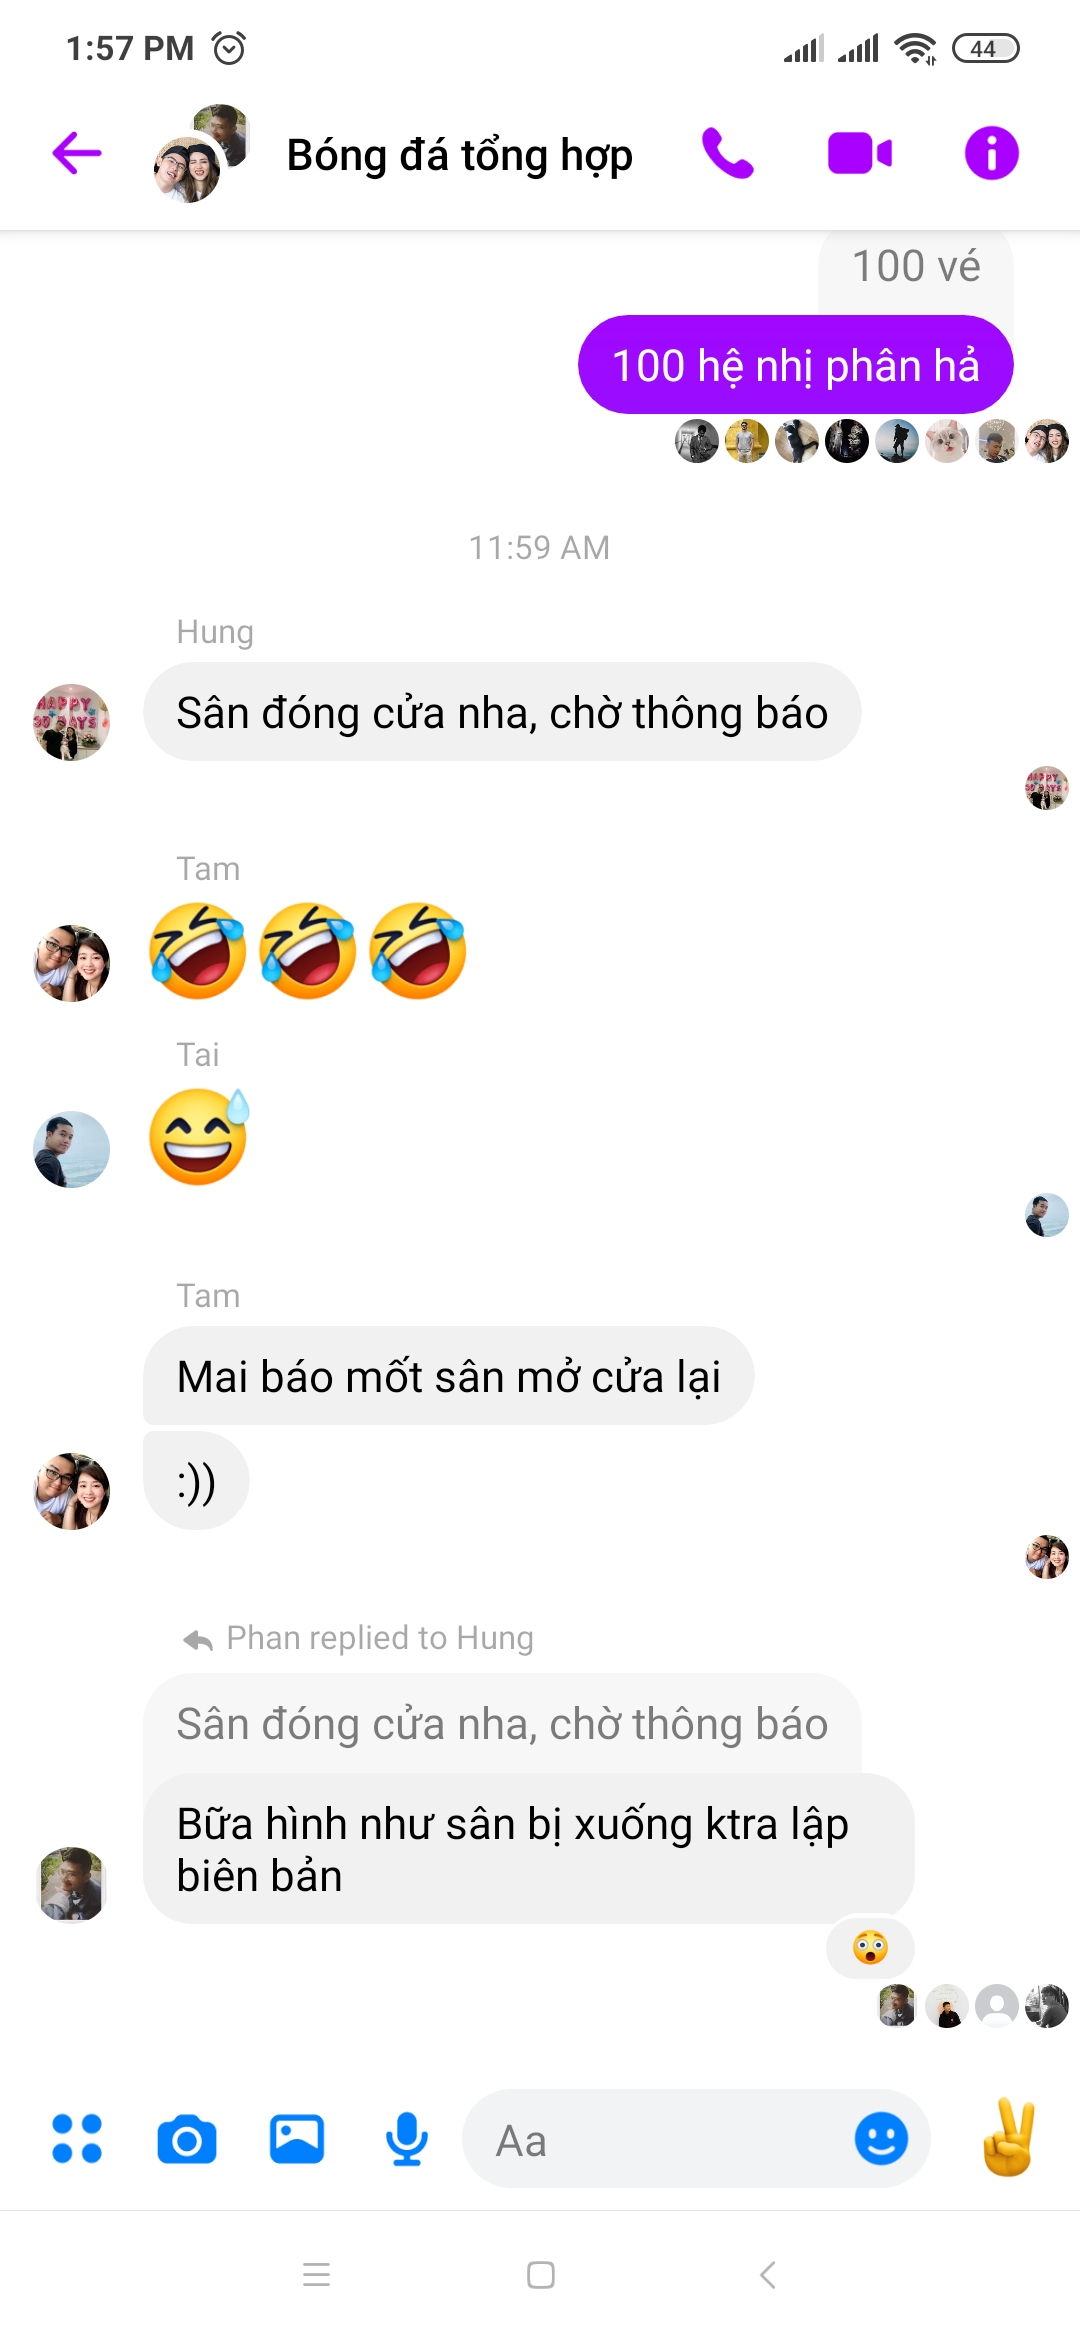 1:57 PM
44
Bóng đá tổng hợp
100 vé
100 hệ nhị phân hả
11:59 AM
Hung
Sân đóng cửa nha, chờ thông báo
Tam
Tai
Tam
Mai báo mốt sân mở cửa lại
:))
Phan replied to Hung
Sân đóng cửa nha, chờ thông báo
Bữa hình như sân bị xuống ktra lập
biên bản
Aa